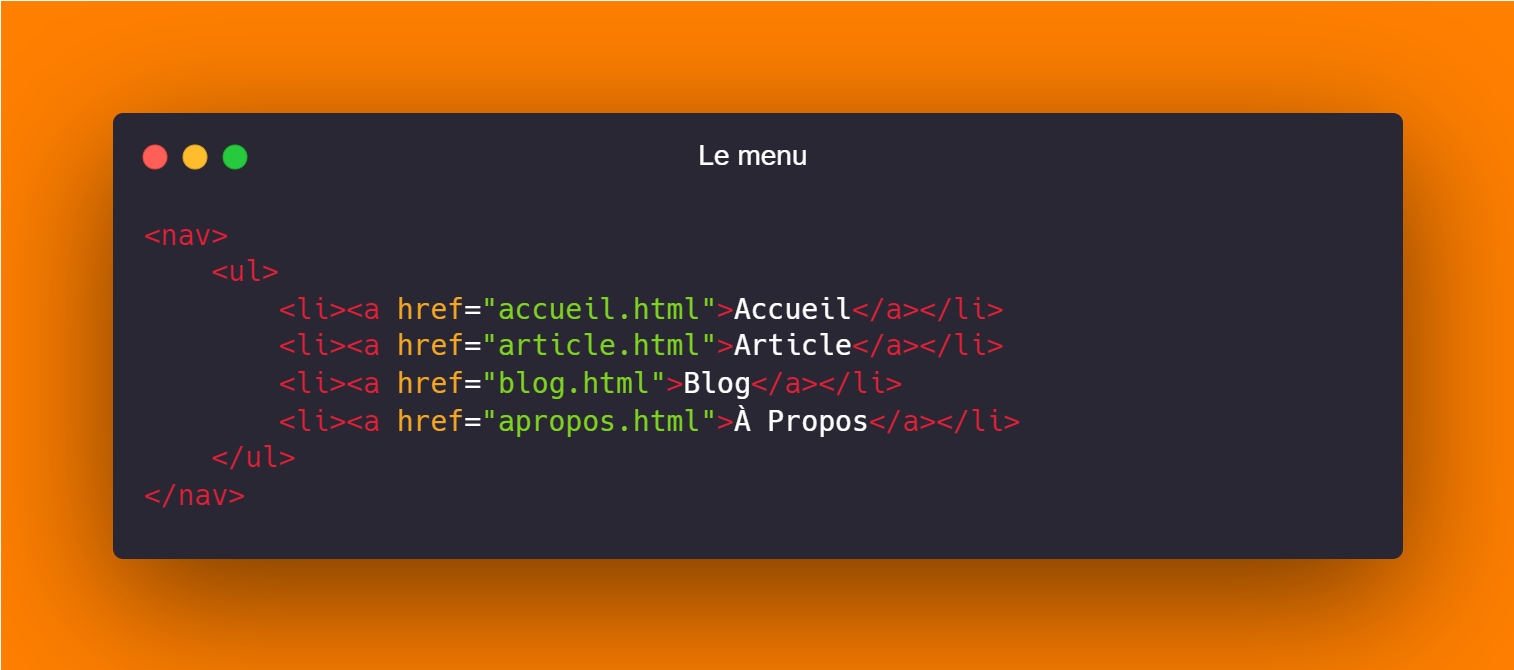 Le menu
<nav>
    <ul>
        <li><a href="accueil.html">Accueil</a></li>
        <li><a href="article.html">Article</a></li>
        <li><a href="blog.html">Blog</a></li>
        <li><a href="apropos.html">À Propos</a></li>
    </ul>
</nav>